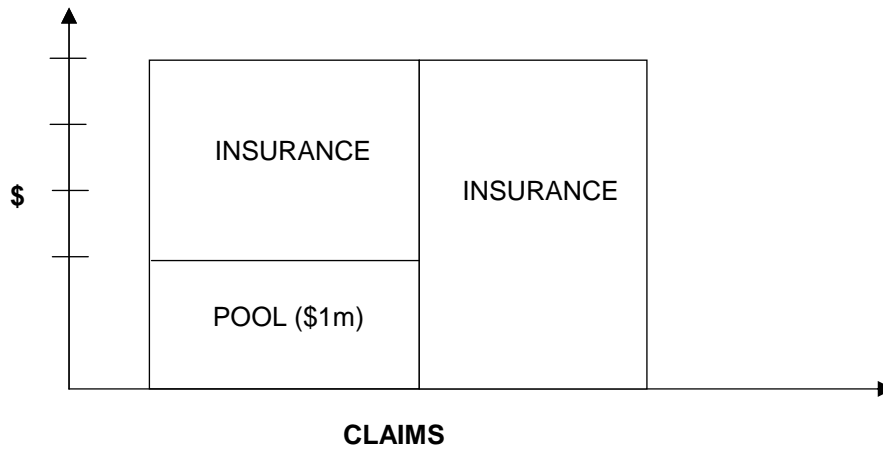 INSURANCE
INSURANCE
$
POOL ($1m)
CLAIMS